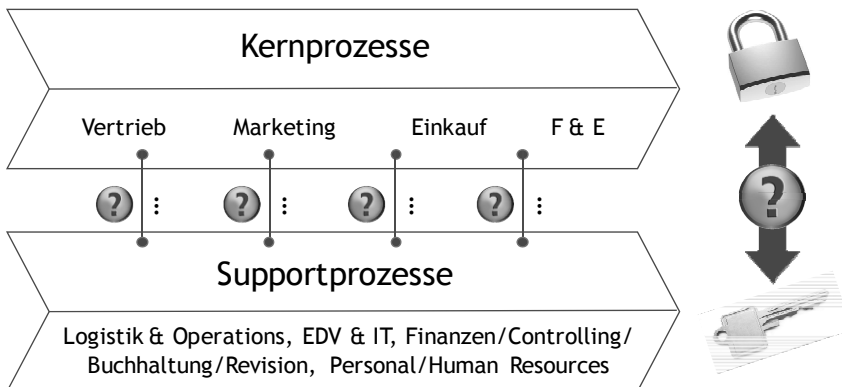 Kernprozesse
Vertrieb Marketing Einkauf F & E
? ⋮ ? ⋮ ? ⋮ ? ⋮
?
Supportprozesse
Logistik & Operations, EDV & IT, Finanzen/Controlling/
Buchhaltung/Revision, Personal/Human Resources